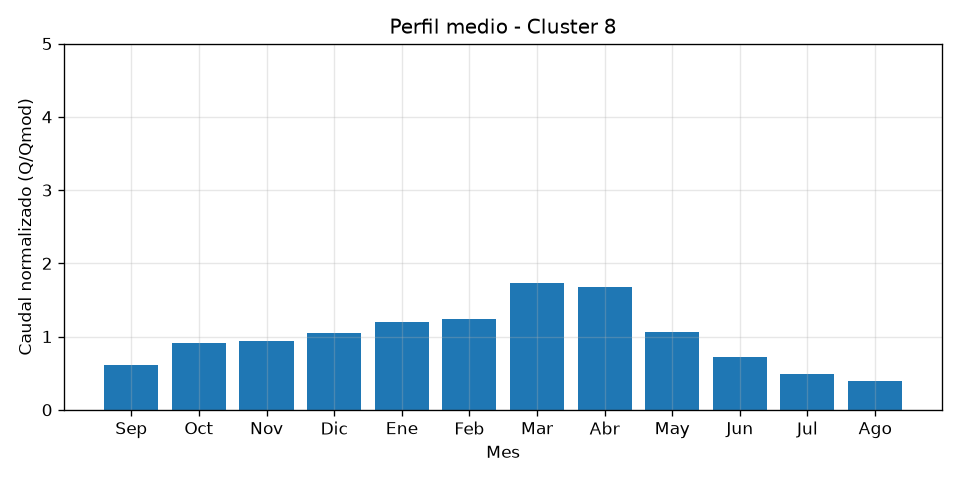 Perfil medio - Cluster 8
Caudal normalizado (Q/Qmod)
5
4
3
2
1
0
Sep Oct Nov Dic Ene Feb Mar Abr May Jun Jul Ago
Mes